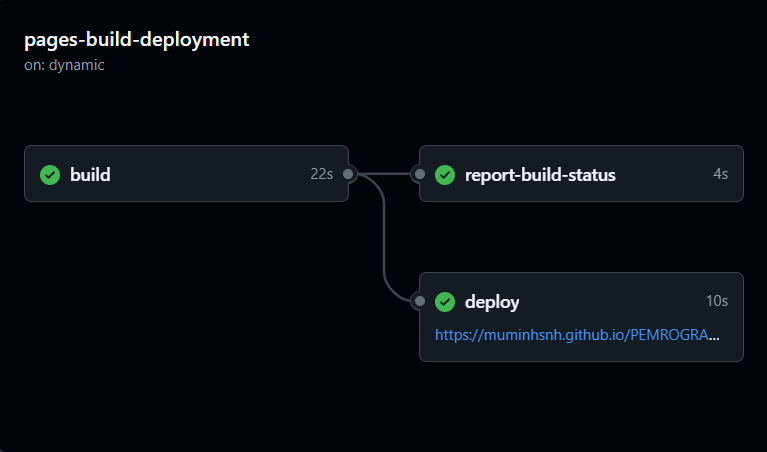 pages-build-deployment
on: dynamic
build 22s
report-build-status 4s
deploy 10s
https://muminhsnh.github.io/PEMROGRA...